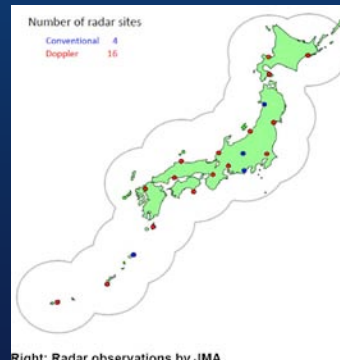 Number of radar sites
Conventional 4
Doppler 16
Right: Radar observations by JMA